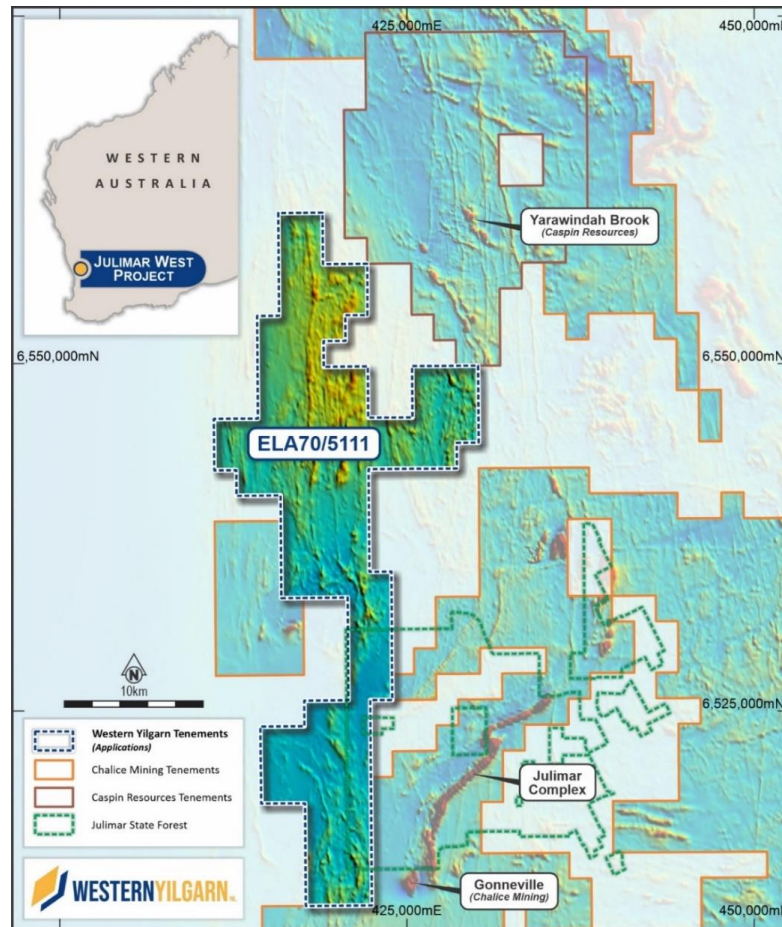 425,000mE
450,000mE
WESTERN
AUSTRALIA
JULIMAR WEST
PROJECT
Yarawindah Brook
(Caspin Resources)
6,550,000mN
6,550,000mN
ELA70/5111
N
10km
6,525,000mN
Western Yilgarn Tenements
(Applications)
Chalice Mining Tenements
Caspin Resources Tenements
Julimar State Forest
Julimar
Complex
WESTERNYILGARN
Gonneville
(Chalice Mining)
425,000mE
450,000mE